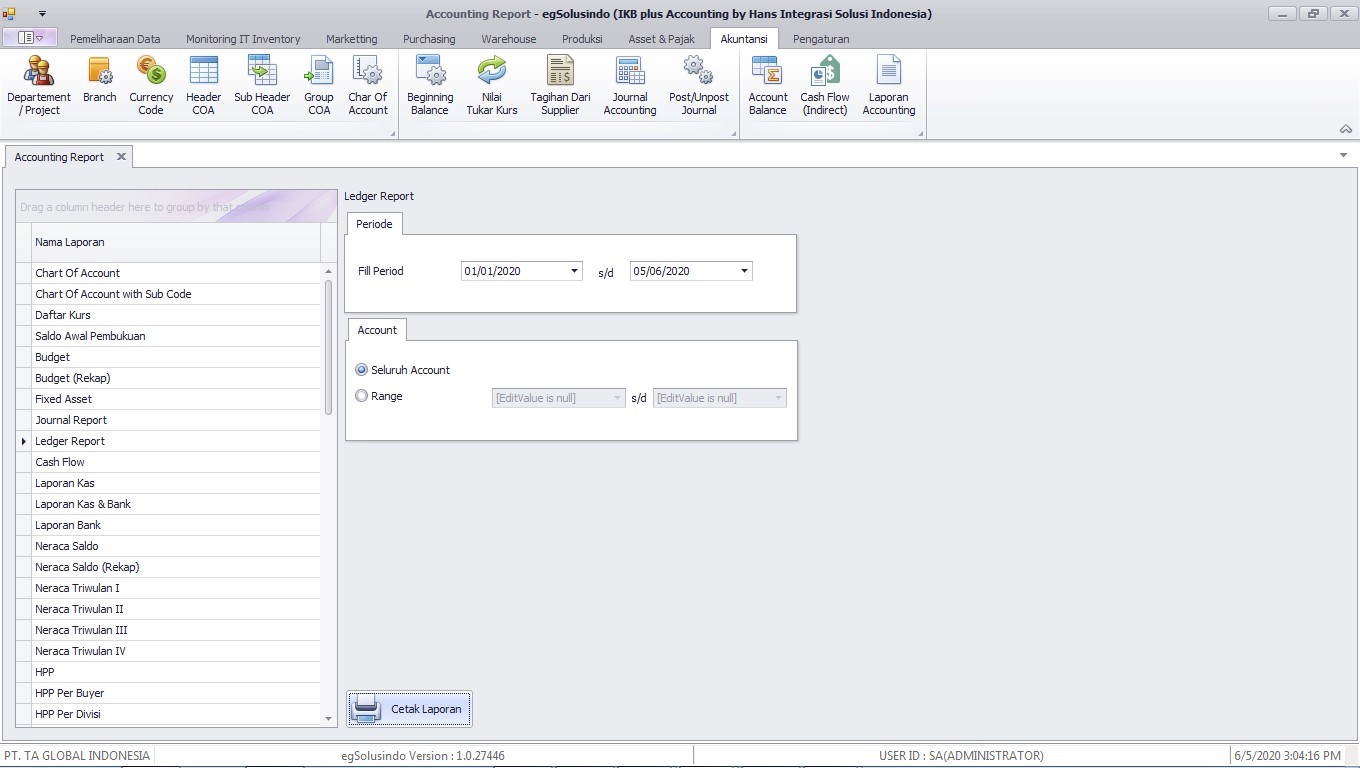 Accounting Report - egSolusindo (IKB plus Accounting by Hans Integrasi Solusi Indonesia)
Pemeliharaan Data Monitoring IT Inventory Marketting Purchasing Warehouse Produksi Asset & Pajak Akuntansi Pengaturan
Departement / Project
Branch
Currency Code
Header COA
Sub Header COA
Group COA
Char Of Account
Beginning Balance
Nilai Tukar Kurs
Tagihan Dari Supplier
Journal Accounting
Post/Unpost Journal
Account Balance
Cash Flow (Indirect)
Laporan Accounting
Accounting Report
Drag a column header here to group by that column
Nama Laporan
Chart Of Account
Chart Of Account with Sub Code
Daftar Kurs
Saldo Awal Pembukuan
Budget
Budget (Rekap)
Fixed Asset
Journal Report
Ledger Report
Cash Flow
Laporan Kas
Laporan Kas & Bank
Laporan Bank
Neraca Saldo
Neraca Saldo (Rekap)
Neraca Triwulan I
Neraca Triwulan II
Neraca Triwulan III
Neraca Triwulan IV
HPP
HPP Per Buyer
HPP Per Divisi
Ledger Report
Periode
Fill Period 01/01/2020 s/d 05/06/2020
Account
Seluruh Account
Range [EditValue is null] s/d [EditValue is null]
Cetak Laporan
PT. TA GLOBAL INDONESIA egSolusindo Version : 1.0.27446 USER ID : SA(ADMINISTRATOR) 6/5/2020 3:04:16 PM